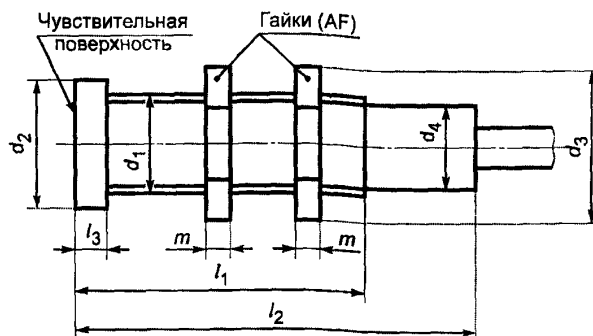 Чувствительная
поверхность
Гайки (AF)
d2
d1
d4
d3
l3
m
m
l1
l2